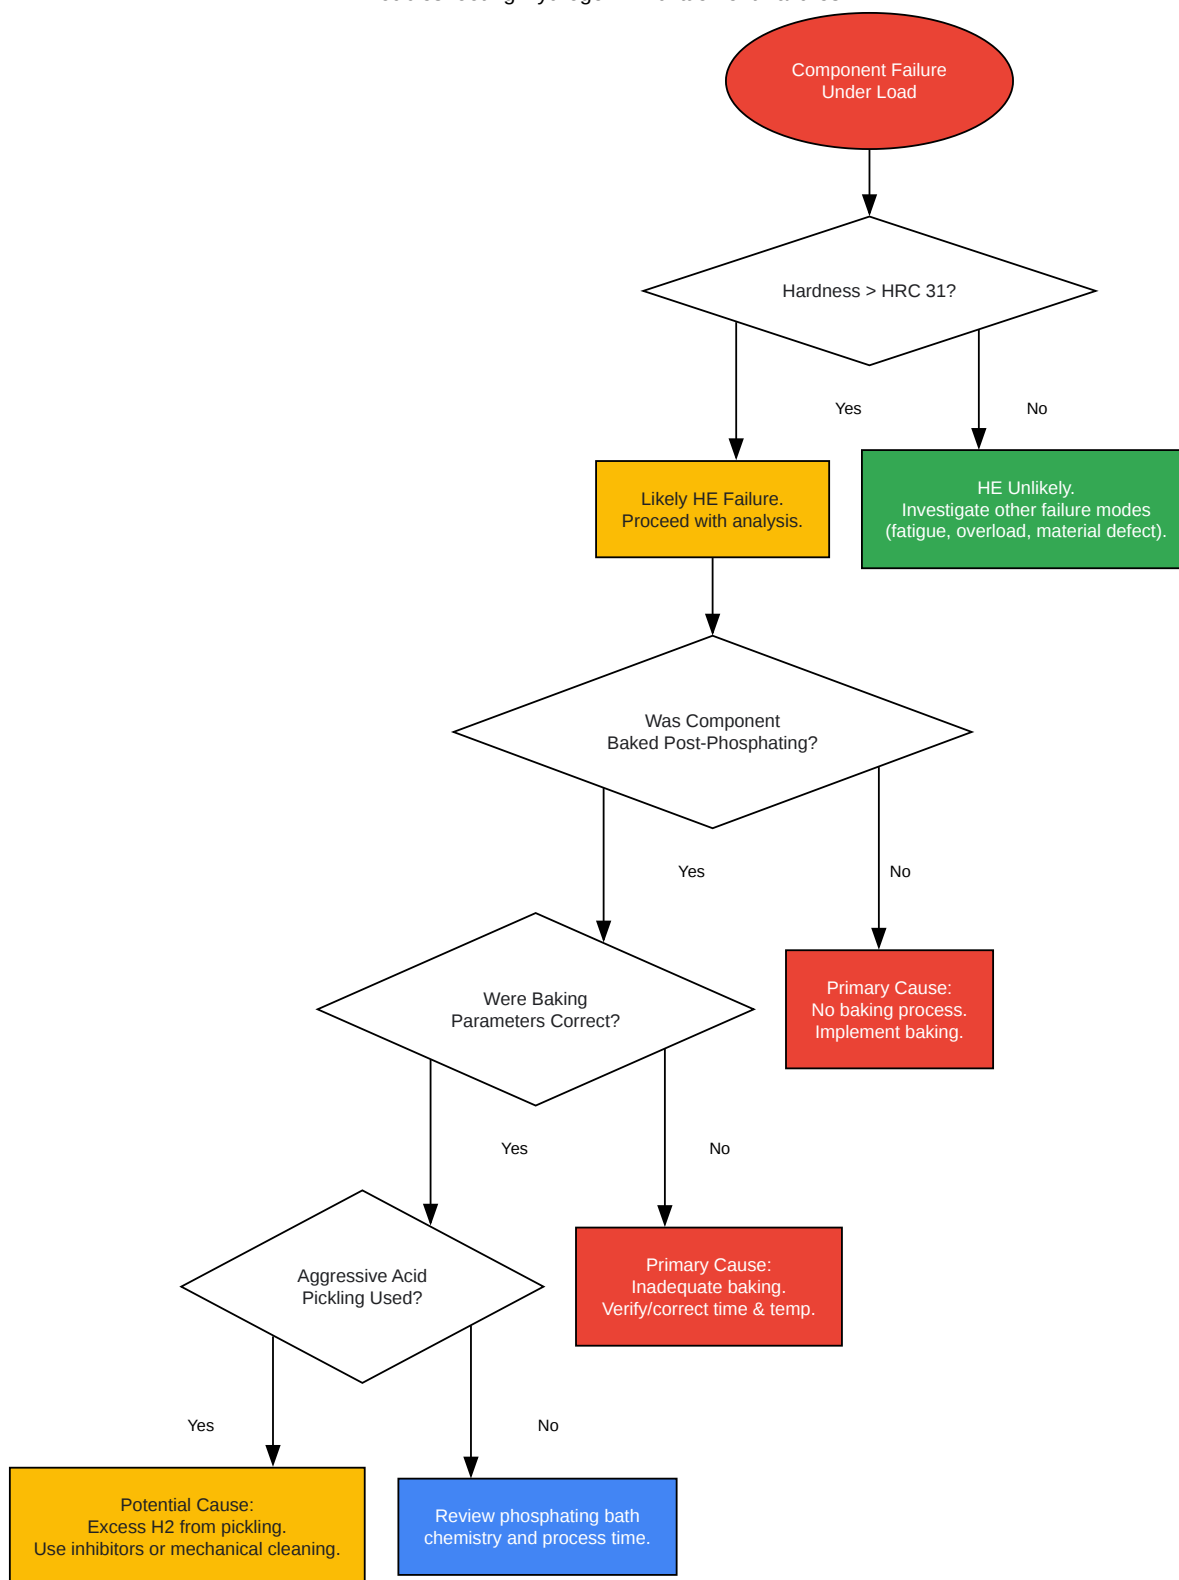 Component Failure
Under Load
Hardness > HRC 31?
Yes
No
Likely HE Failure.
Proceed with analysis.
HE Unlikely.
Investigate other failure modes
(fatigue, overload, material defect).
Was Component
Baked Post-Phosphating?
Yes
No
Were Baking
Parameters Correct?
Primary Cause:
No baking process.
Implement baking.
Yes
No
Aggressive Acid
Pickling Used?
Primary Cause:
Inadequate baking.
Verify/correct time & temp.
Yes
No
Potential Cause:
Excess H2 from pickling.
Use inhibitors or mechanical cleaning.
Review phosphating bath
chemistry and process time.